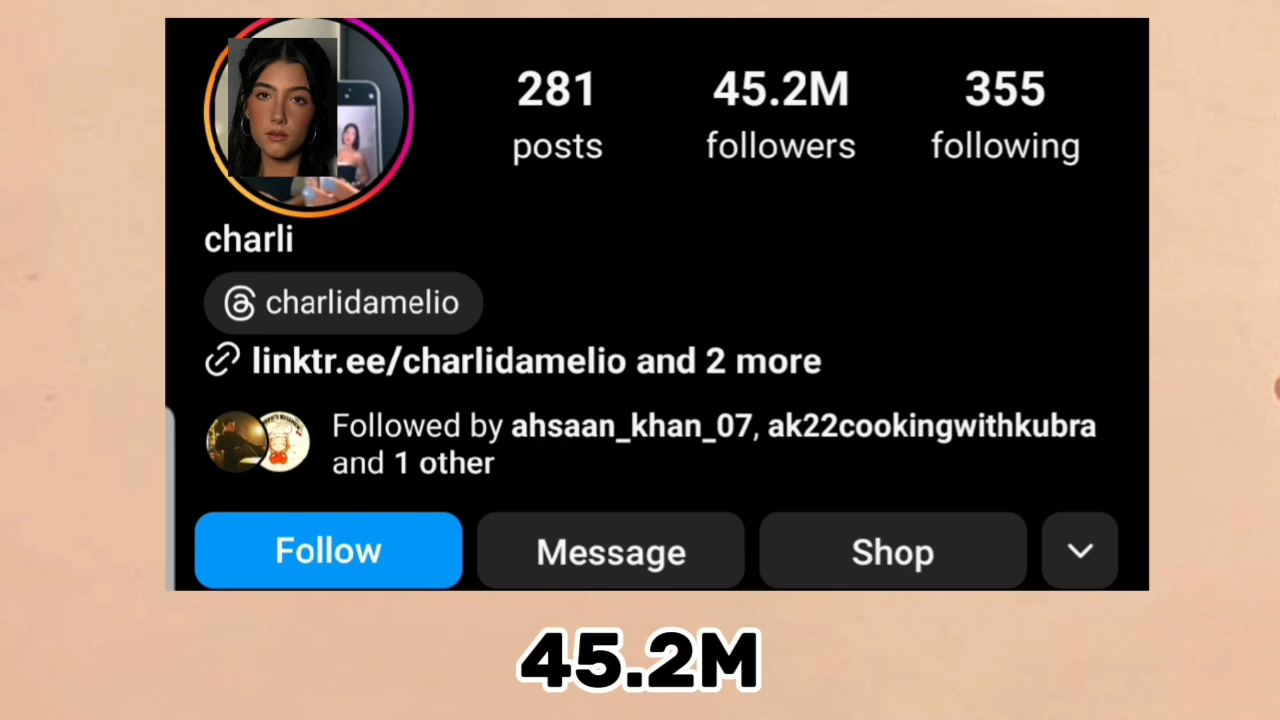 281 45.2M 355
posts followers following
charli
charlidamelio
linktr.ee/charlidamelio and 2 more
Followed by ahsaan_khan_07, ak22cookingwithkubra
and 1 other
Follow Message Shop
45.2M